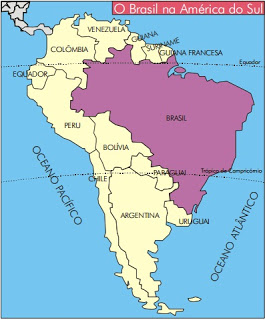 O Brasil na América do Sul
VENEZUELA
GUIANA
SURINAME
GUIANA FRANCESA
COLÔMBIA
Equador
EQUADOR
PERU
BRASIL
BOLÍVIA
Trópico de Capricórnio
PARAGUAI
CHILE
OCEANO PACÍFICO
ARGENTINA
URUGUAI
OCEANO ATLÂNTICO